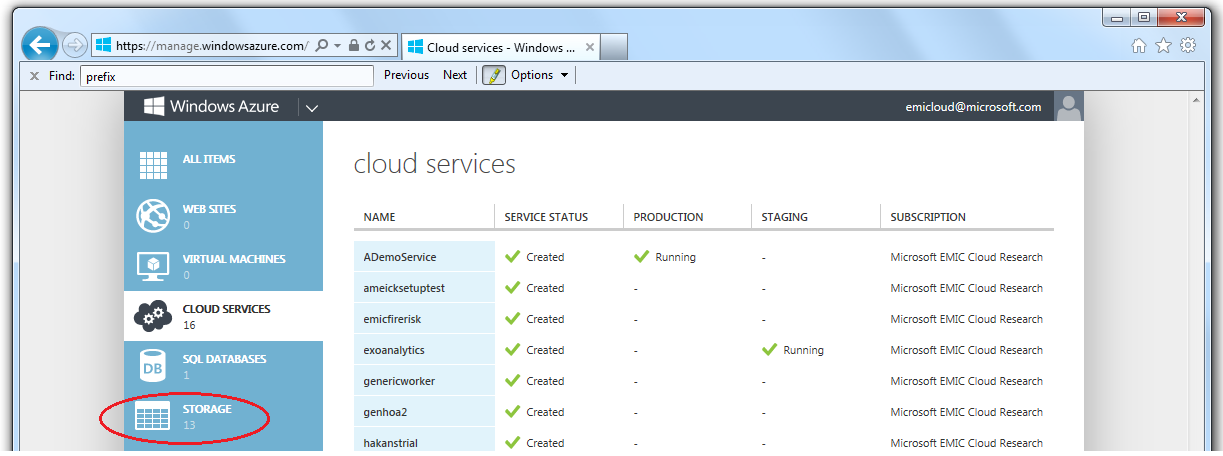 https://manage.windowsazure.com/
Cloud services - Windows ...
Find: prefix Previous Next Options
Windows Azure emicloud@microsoft.com
ALL ITEMS
WEB SITES
0
VIRTUAL MACHINES
0
CLOUD SERVICES
16
DB
SQL DATABASES
1
STORAGE
13
cloud services
NAME SERVICE STATUS PRODUCTION STAGING SUBSCRIPTION
ADemoService Created Running - Microsoft EMIC Cloud Research
ameicksetuptest Created - - Microsoft EMIC Cloud Research
emicfirerisk Created - - Microsoft EMIC Cloud Research
exoanalytics Created - Running Microsoft EMIC Cloud Research
genericworker Created - - Microsoft EMIC Cloud Research
genhoa2 Created - - Microsoft EMIC Cloud Research
hakanstrial Created - - Microsoft EMIC Cloud Research